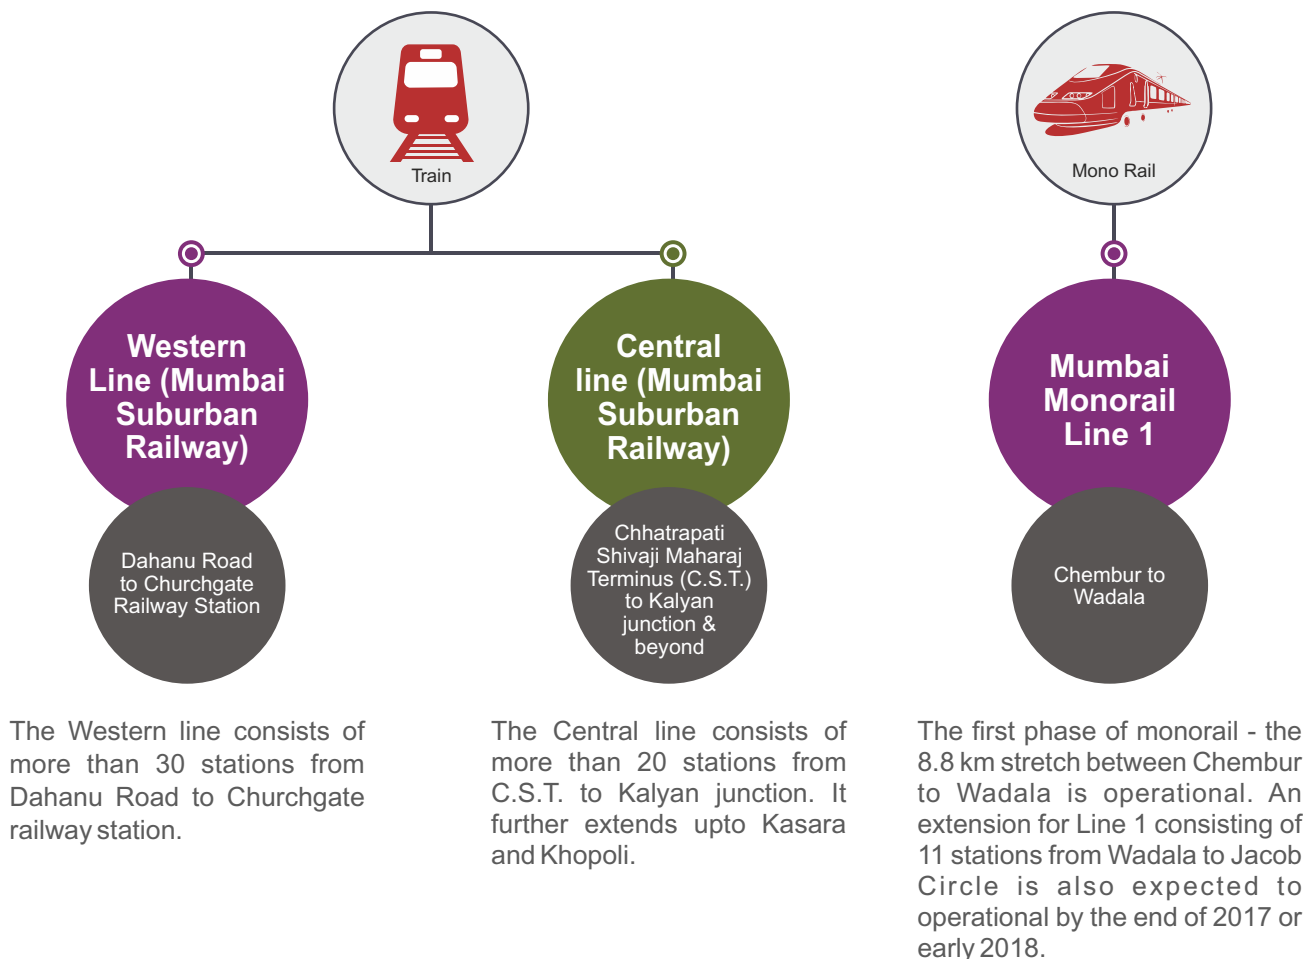 Train
Mono Rail
Western
Line (Mumbai
Suburban
Railway)
Dahanu Road
to Churchgate
Railway Station
The Western line consists of
more than 30 stations from
Dahanu Road to Churchgate
railway station.
Central
line (Mumbai
Suburban
Railway)
Chhatrapati
Shivaji Maharaj
Terminus (C.S.T.)
to Kalyan
junction &
beyond
The Central line consists of
more than 20 stations from
C.S.T. to Kalyan junction. It
further extends upto Kasara
and Khopoli.
Mumbai
Monorail
Line 1
Chembur to
Wadala
The first phase of monorail - the
8.8 km stretch between Chembur
to Wadala is operational. An
extension for Line 1 consisting of
11 stations from Wadala to Jacob
Circle is also expected to
operational by the end of 2017 or
early 2018.